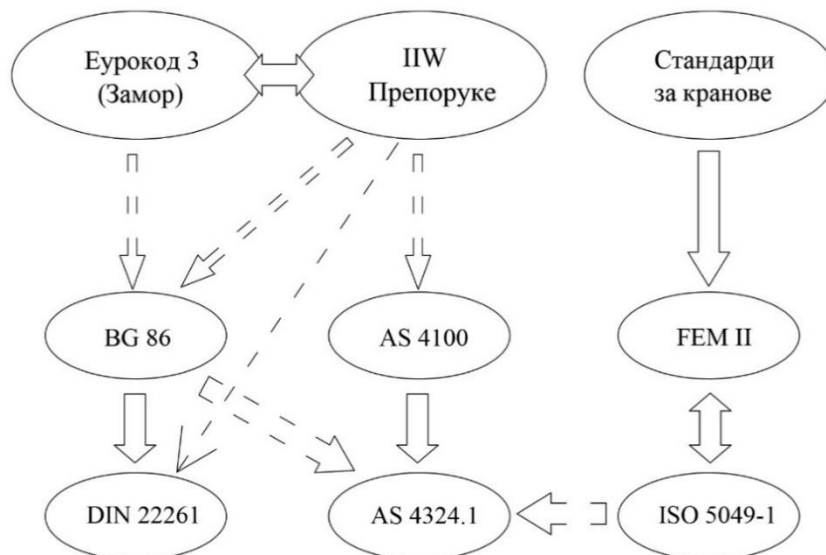 Еурокод 3
(Замор)
IIW
Препоруке
Стандарди
за кранове
BG 86
AS 4100
FEM II
DIN 22261
AS 4324.1
ISO 5049-1